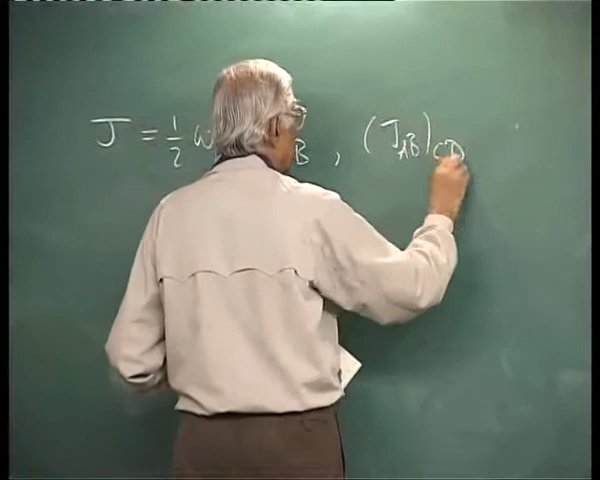 J = 1/2 ω B , (J_AB)_CD